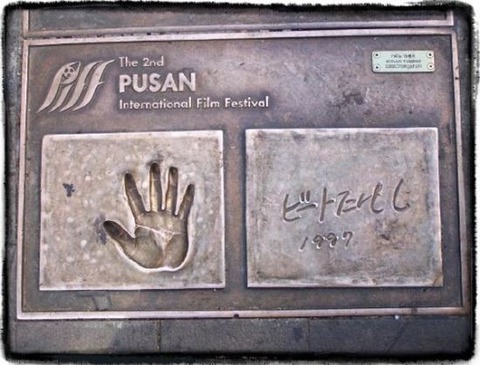 piff
The 2nd
PUSAN
International Film Festival
ビートたけし
1997